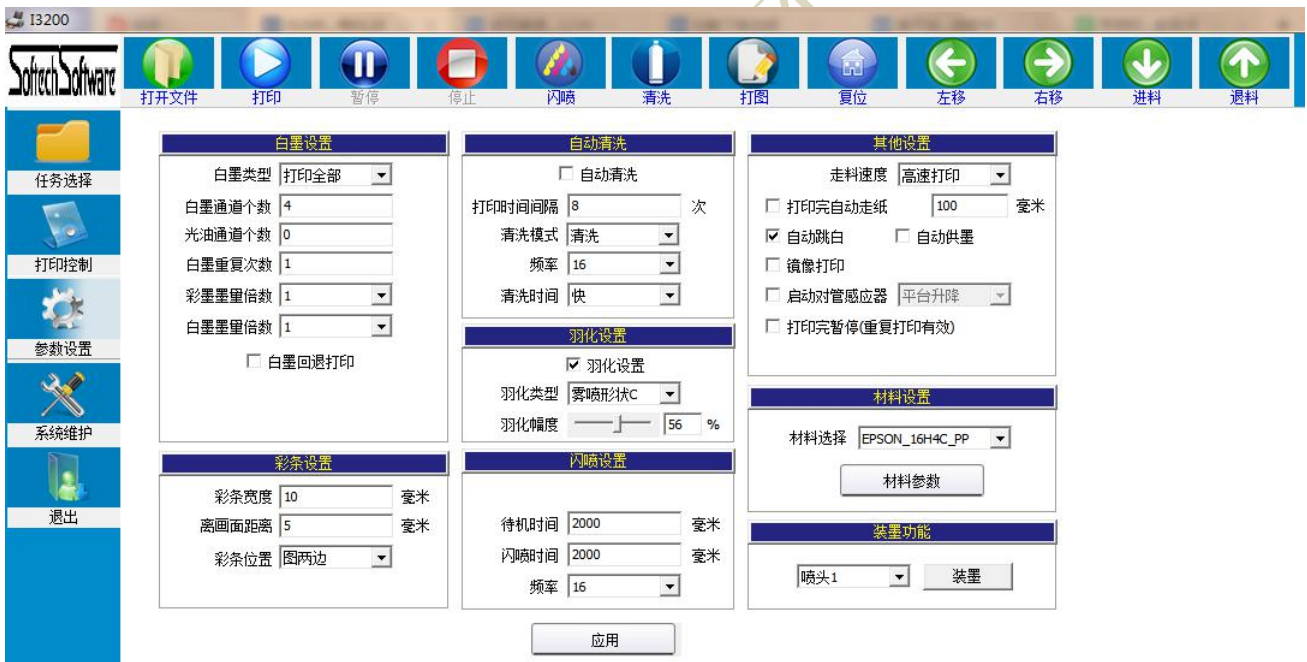 I3200
Softech Software
打开文件 打印 暂停 停止 闪喷 清洗 打图 复位 左移 右移 进料 退料
任务选择
打印控制
参数设置
系统维护
退出
白墨设置
白墨类型 打印全部
白墨通道个数 4
光油通道个数 0
白墨重复次数 1
彩墨墨量倍数 1
白墨墨量倍数 1
白墨回退打印
彩条设置
彩条宽度 10 毫米
离画面距离 5 毫米
彩条位置 图两边
自动清洗
自动清洗
打印时间间隔 8 次
清洗模式 清洗
频率 16
清洗时间 快
羽化设置
羽化设置
羽化类型 雾喷形状C
羽化幅度 56 %
闪喷设置
待机时间 2000 毫米
闪喷时间 2000 毫米
频率 16
其他设置
走料速度 高速打印
打印完自动走纸 100 毫米
自动跳白 自动供墨
镜像打印
启动对管感应器 平台升降
打印完暂停(重复打印有效)
材料设置
材料选择 EPSON_16H4C_PP
材料参数
装墨功能
喷头1 装墨
应用